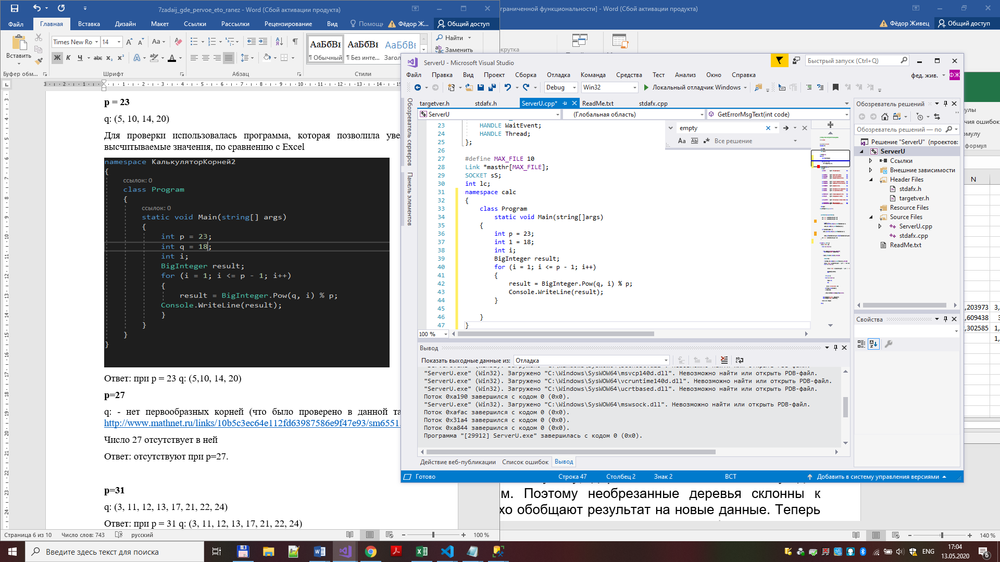 7zadaij_gde_pervoe_eto_ranez - Word (Сбой активации продукта)
Файл Главная Вставка Дизайн Макет Ссылки Рассылки Рецензирование Вид Фёдор Ж... Общий доступ
Вставить
Times New Ro 14
Ж К Ч abc x₂ x²
АаБбВі АаБбВі АаБбВі
¶ Обычный ¶ Без инте... Загол
Найти
Заменить
Буфер обм... Шрифт Абзац Стили
p = 23
q: (5, 10, 14, 20)
Для проверки использовалась программа, которая позволила уве
высчитываемые значения, по сравнению с Excel
namespace КалькуляторКорней2
{
ссылок: 0
class Program
{
ссылок: 0
static void Main(string[] args)
{
int p = 23;
int q = 18;
int i;
BigInteger result;
for (i = 1; i <= p - 1; i++)
{
result = BigInteger.Pow(q, i) % p;
Console.WriteLine(result);
}
}
}
}
Ответ: при p = 23 q: (5,10, 14, 20)
p=27
q: - нет первообразных корней (что было проверено в данной та
http://www.mathnet.ru/links/10b5c3ec64e112fd63987586e9f47e93/sm6551.
Число 27 отсутствует в ней
Ответ: отсутствуют при p=27.
p=31
q: (3, 11, 12, 13, 17, 21, 22, 24)
Ответ: при p = 31 q: (3, 11, 12, 13, 17, 21, 22, 24)
Страница 6 из 10 Число слов: 743 русский 100 %
граниченной функциональности] - Word (Сбой активации продукта)
Фёдор Живец Общий доступ
ServerU - Microsoft Visual Studio
Быстрый запуск (Ctrl+Q)
Файл Правка Вид Проект Сборка Отладка Команда Средства Тест Анализ Окно Справка фед. жив. ФЖ
Debug Win32 Локальный отладчик Windows
Обозреватель серверов
Панель элементов
targetver.h stdafx.h ServerU.cpp* ReadMe.txt stdafx.cpp
ServerU (Глобальная область) GetErrorMsgText(int code)
empty
Aa Ab Все решение
23 HANDLE WaitEvent;
24 HANDLE Thread;
25 };
26
27 #define MAX_FILE 10
28 Link *masthr[MAX_FILE];
29 SOCKET sS;
30 int lc;
31 namespace calc
32 {
33 class Program
34 static void Main(string[]args)
35 {
36 int p = 23;
37 int 1 = 18;
38 int i;
39 BigInteger result;
40 for (i = 1; i <= p - 1; i++)
41 {
42 result = BigInteger.Pow(q, i) % p;
43 Console.WriteLine(result);
44 }
45
46 }
47 }
100 %
Вывод
Показать выходные данные из: Отладка
"ServerU.exe" (Win32). Загружено "C:\Windows\SysWOW64\msvcp140d.dll". Невозможно найти или открыть PDB-файл.
"ServerU.exe" (Win32). Загружено "C:\Windows\SysWOW64\vcruntime140d.dll". Невозможно найти или открыть PDB-файл.
"ServerU.exe" (Win32). Загружено "C:\Windows\SysWOW64\ucrtbased.dll". Невозможно найти или открыть PDB-файл.
Поток 0xa190 завершился с кодом 0 (0x0).
"ServerU.exe" (Win32). Загружено "C:\Windows\SysWOW64\mswsock.dll". Невозможно найти или открыть PDB-файл.
Поток 0xafac завершился с кодом 0 (0x0).
Поток 0x31a4 завершился с кодом 0 (0x0).
Поток 0xa844 завершился с кодом 0 (0x0).
Программа "[29912] ServerU.exe" завершилась с кодом 0 (0x0).
Действие веб-публикации Список ошибок Вывод
Готово Строка 47 Столбец 2 Знак 2 ВСТ Добавить в систему управления версиями
Обозреватель решений
Обозреватель решений — по
Решение "ServerU" (проектов:
ServerU
Ссылки
Внешние зависимости
Header Files
stdafx.h
targetver.h
Resource Files
Source Files
ServerU.cpp
stdafx.cpp
ReadMe.txt
Свойства
N
,203973 3,
,609438 3
,302585 1,
1,
м. Поэтому необрезанные деревья склонны к
хо обобщают результат на новые данные. Теперь
140 %
Введите здесь текст для поиска
ENG
17:04
13.05.2020
6